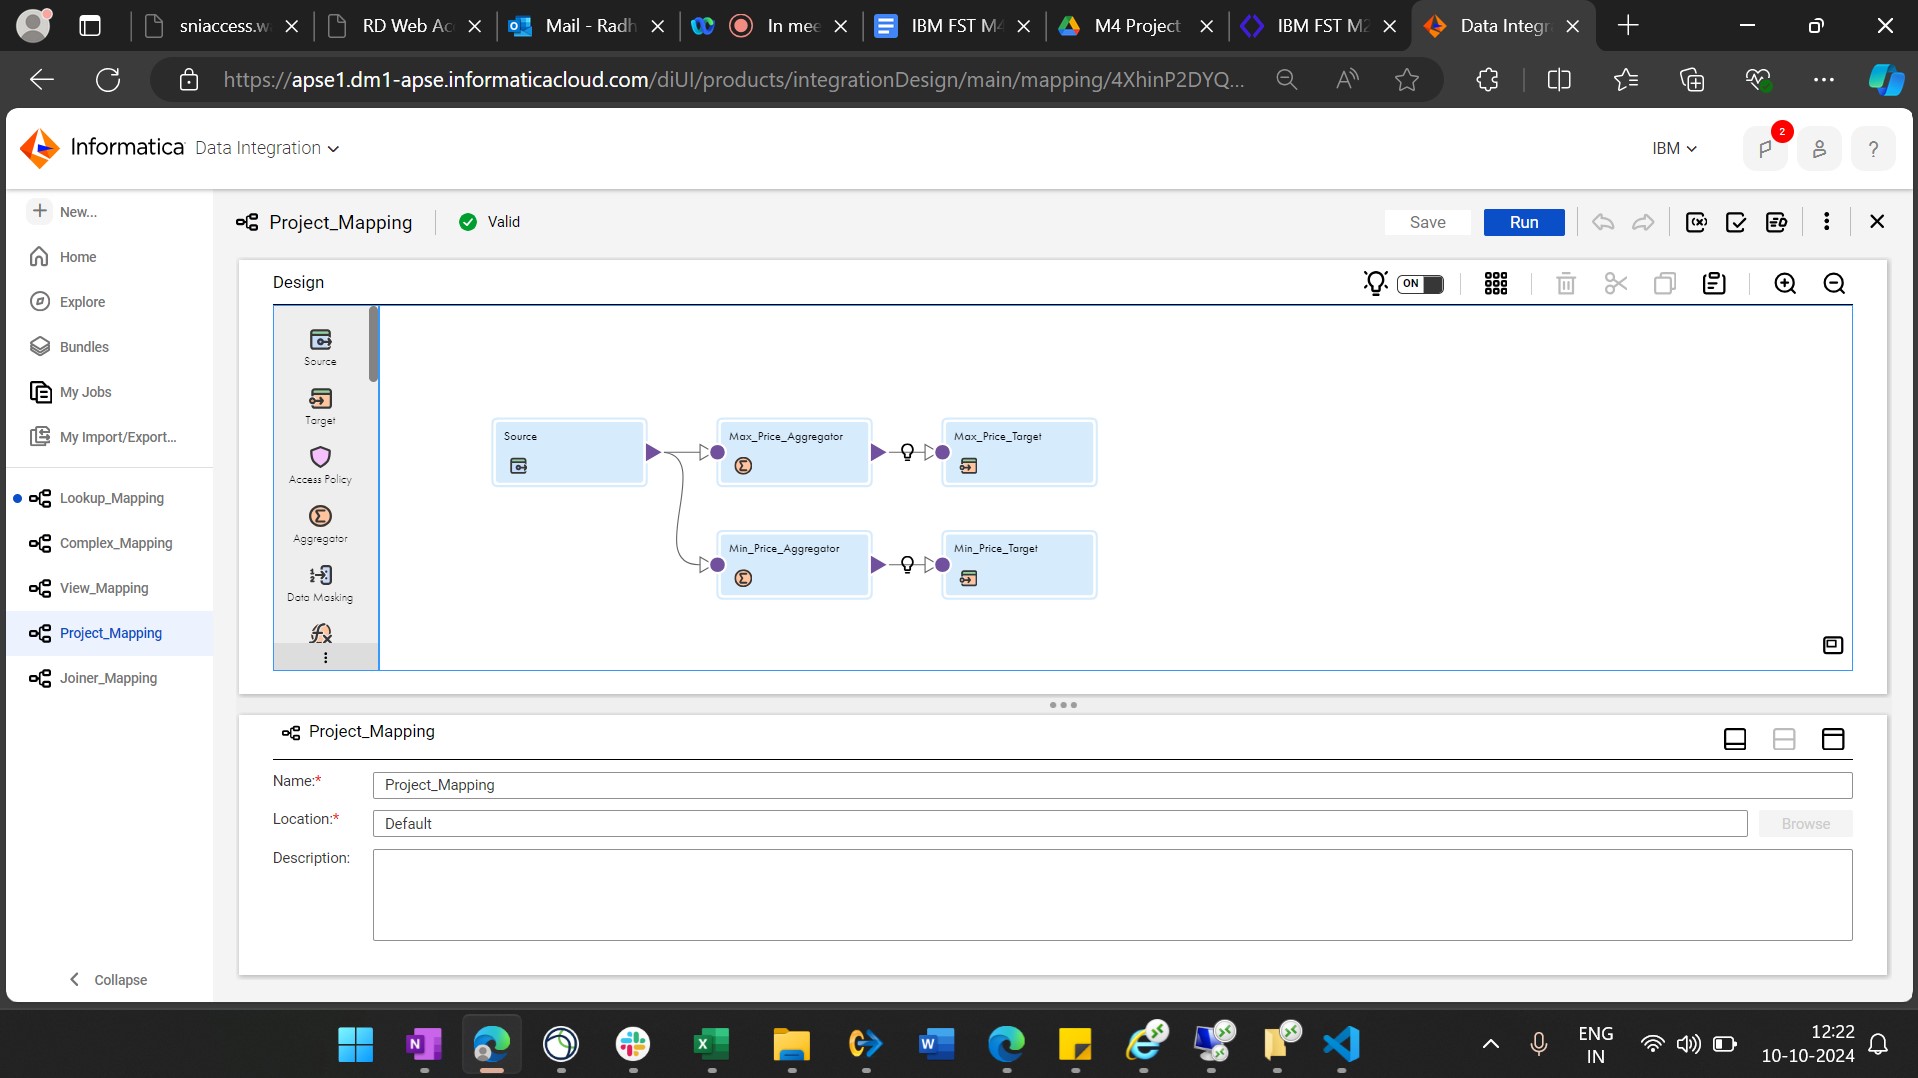 sniaccess.w
RD Web Ac
Mail - Radh
In mee
IBM FST M4
M4 Project
IBM FST M2
Data Integr
https://apse1.dm1-apse.informaticacloud.com/diUI/products/integrationDesign/main/mapping/4XhinP2DYQ...
Informatica Data Integration
IBM
2
?
New...
Home
Explore
Bundles
My Jobs
My Import/Export...
Lookup_Mapping
Complex_Mapping
View_Mapping
Project_Mapping
Joiner_Mapping
Collapse
Project_Mapping
Valid
Save
Run
Design
ON
Source
Target
Access Policy
Aggregator
Data Masking
Source
Max_Price_Aggregator
Max_Price_Target
Min_Price_Aggregator
Min_Price_Target
Project_Mapping
Name:* Project_Mapping
Location:* Default
Browse
Description:
ENG
IN
12:22
10-10-2024